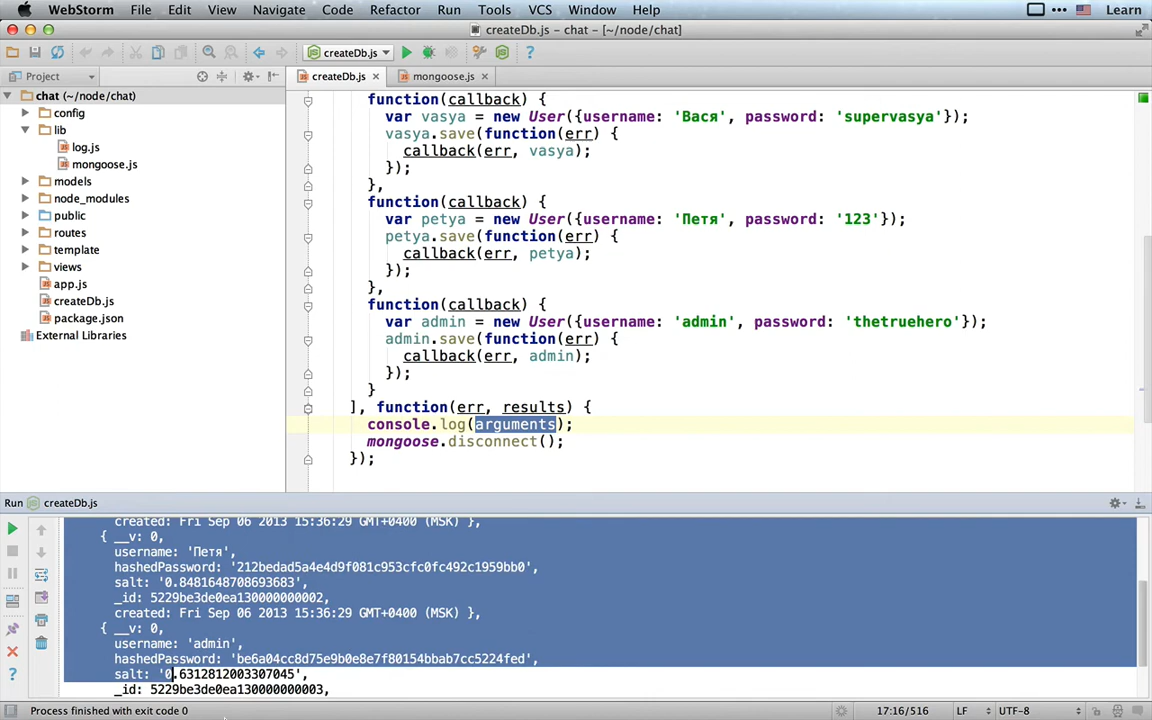 WebStorm File Edit View Navigate Code Refactor Run Tools VCS Window Help Learn
createDb.js – chat – [~/node/chat]
createDb.js
Project createDb.js mongoose.js
chat (~/node/chat)
config
lib
log.js
mongoose.js
models
node_modules
public
routes
template
views
app.js
createDb.js
package.json
External Libraries
function(callback) {
var vasya = new User({username: 'Вася', password: 'supervasya'});
vasya.save(function(err) {
callback(err, vasya);
});
},
function(callback) {
var petya = new User({username: 'Петя', password: '123'});
petya.save(function(err) {
callback(err, petya);
});
},
function(callback) {
var admin = new User({username: 'admin', password: 'thetruehero'});
admin.save(function(err) {
callback(err, admin);
});
}
], function(err, results) {
console.log(arguments);
mongoose.disconnect();
});
Run createDb.js
created: Fri Sep 06 2013 15:36:29 GMT+0400 (MSK) },
{ __v: 0,
username: 'Петя',
hashedPassword: '212bedad5a4e4d9f081c953cfc0fc492c1959bb0',
salt: '0.8481648708693683',
_id: 5229be3de0ea130000000002,
created: Fri Sep 06 2013 15:36:29 GMT+0400 (MSK) },
{ __v: 0,
username: 'admin',
hashedPassword: 'be6a04cc8d75e9b0e8e7f80154bbab7cc5224fed',
salt: '0.6312812003307045',
_id: 5229be3de0ea130000000003,
Process finished with exit code 0 17:16/516 LF UTF-8